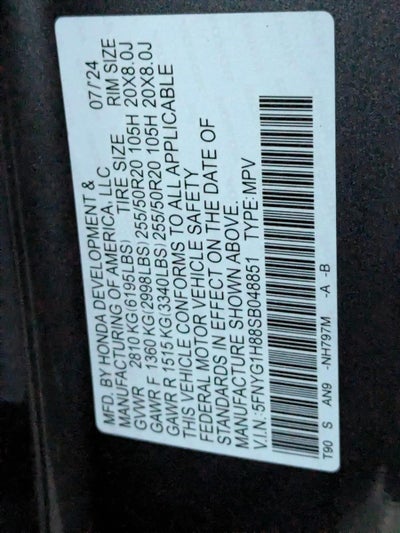 MFD. BY HONDA DEVELOPMENT & 07/24
MANUFACTURING OF AMERICA, LLC
TIRE SIZE RIM SIZE
GVWR 2810 KG(6195LBS)
GAWR F 1360 KG(2998LBS) 255/50R20 105H 20X8.0J
GAWR R 1515 KG(3340LBS) 255/50R20 105H 20X8.0J
THIS VEHICLE CONFORMS TO ALL APPLICABLE
FEDERAL MOTOR VEHICLE SAFETY
STANDARDS IN EFFECT ON THE DATE OF
MANUFACTURE SHOWN ABOVE.
V.I.N.: 5FNYG1H88SB048851 TYPE: MPV
T90 S AN9 -NH797M -A -B